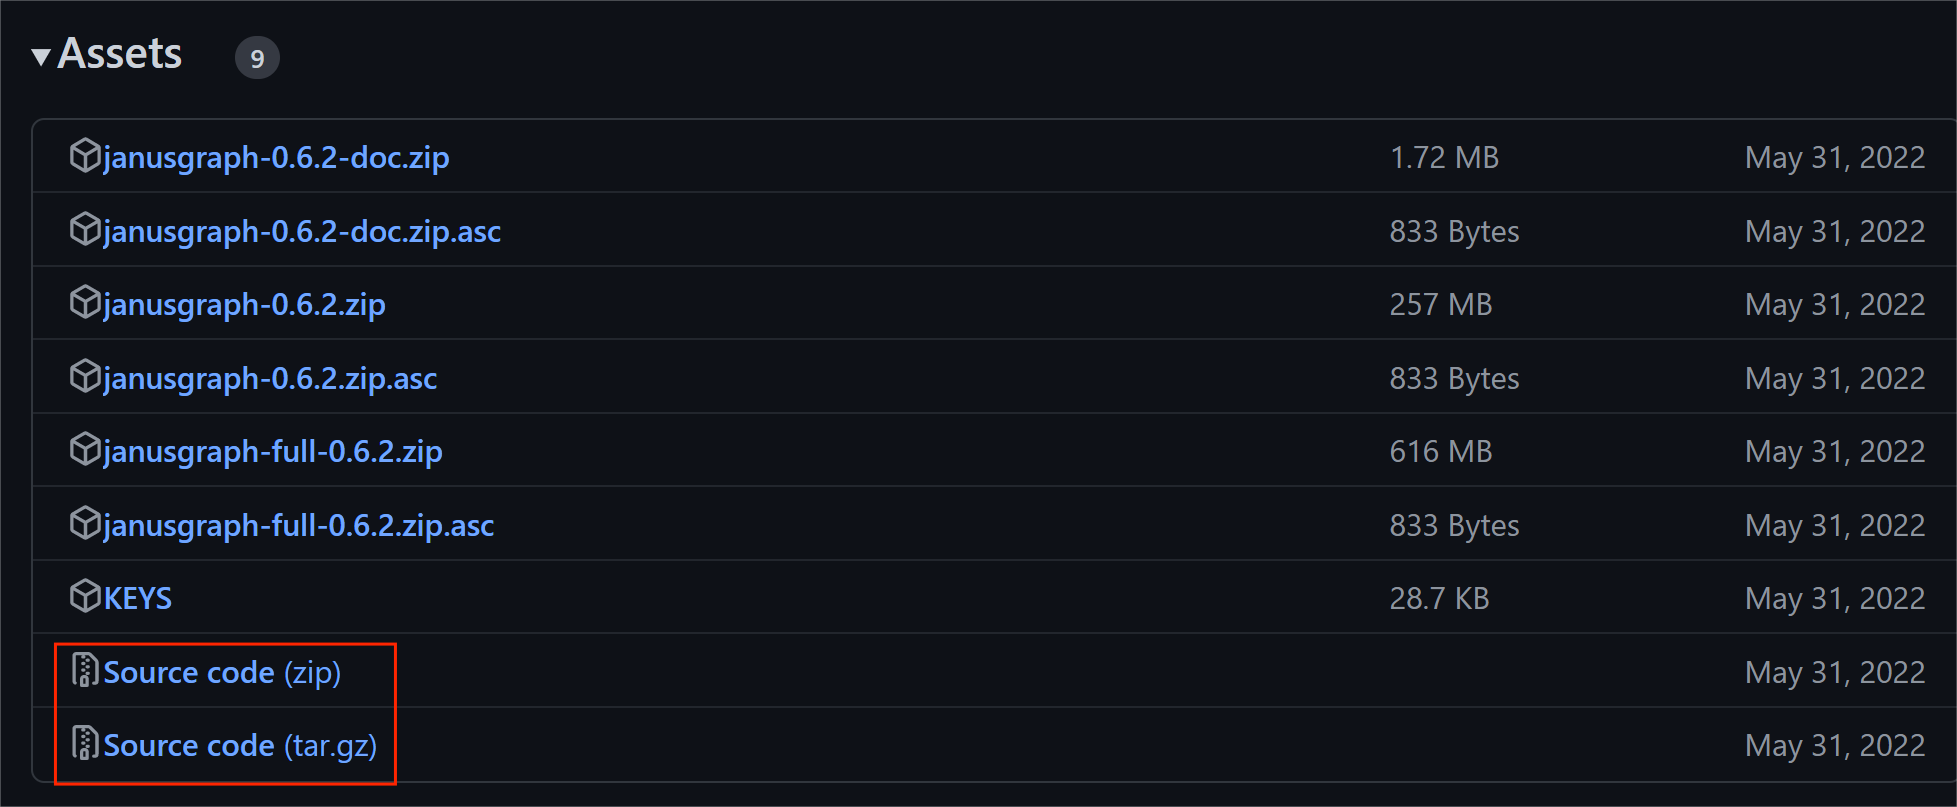 Assets 9
janusgraph-0.6.2-doc.zip 1.72 MB May 31, 2022
janusgraph-0.6.2-doc.zip.asc 833 Bytes May 31, 2022
janusgraph-0.6.2.zip 257 MB May 31, 2022
janusgraph-0.6.2.zip.asc 833 Bytes May 31, 2022
janusgraph-full-0.6.2.zip 616 MB May 31, 2022
janusgraph-full-0.6.2.zip.asc 833 Bytes May 31, 2022
KEYS 28.7 KB May 31, 2022
Source code (zip) May 31, 2022
Source code (tar.gz) May 31, 2022